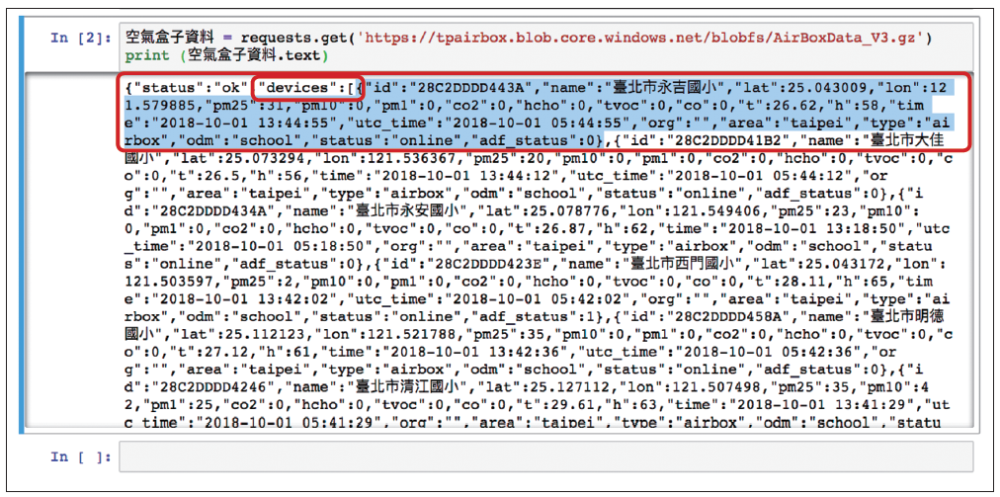 In [2]: 空氣盒子資料 = requests.get('https://tpairbox.blob.core.windows.net/blobfs/AirBoxData_V3.gz')
print (空氣盒子資料.text)
{"status":"ok","devices":[{"id":"28C2DDDD443A","name":"臺北市永吉國小","lat":25.043009,"lon":12
1.579885,"pm25":31,"pm10":0,"pm1":0,"co2":0,"hcho":0,"tvoc":0,"co":0,"t":26.62,"h":58,"tim
e":"2018-10-01 13:44:55","utc_time":"2018-10-01 05:44:55","org":"","area":"taipei","type":"ai
rbox","odm":"school","status":"online","adf_status":0},{"id":"28C2DDDD41B2","name":"臺北市大佳
國小","lat":25.073294,"lon":121.536367,"pm25":20,"pm10":0,"pm1":0,"co2":0,"hcho":0,"tvoc":0,"c
o":0,"t":26.5,"h":56,"time":"2018-10-01 13:44:12","utc_time":"2018-10-01 05:44:12","or
g":"","area":"taipei","type":"airbox","odm":"school","status":"online","adf_status":0},{"i
d":"28C2DDDD434A","name":"臺北市永安國小","lat":25.078776,"lon":121.549406,"pm25":23,"pm10":
0,"pm1":0,"co2":0,"hcho":0,"tvoc":0,"co":0,"t":26.87,"h":62,"time":"2018-10-01 13:18:50","utc
_time":"2018-10-01 05:18:50","org":"","area":"taipei","type":"airbox","odm":"school","statu
s":"online","adf_status":0},{"id":"28C2DDDD423E","name":"臺北市西門國小","lat":25.043172,"lon":
121.503597,"pm25":2,"pm10":0,"pm1":0,"co2":0,"hcho":0,"tvoc":0,"co":0,"t":28.11,"h":65,"tim
e":"2018-10-01 13:42:02","utc_time":"2018-10-01 05:42:02","org":"","area":"taipei","type":"ai
rbox","odm":"school","status":"online","adf_status":1},{"id":"28C2DDDD458A","name":"臺北市明德
國小","lat":25.112123,"lon":121.521788,"pm25":35,"pm10":0,"pm1":0,"co2":0,"hcho":0,"tvoc":0,"c
o":0,"t":27.12,"h":61,"time":"2018-10-01 13:42:36","utc_time":"2018-10-01 05:42:36","or
g":"","area":"taipei","type":"airbox","odm":"school","status":"online","adf_status":0},{"i
d":"28C2DDDD4246","name":"臺北市清江國小","lat":25.127112,"lon":121.507498,"pm25":35,"pm10":4
2,"pm1":25,"co2":0,"hcho":0,"tvoc":0,"co":0,"t":29.61,"h":63,"time":"2018-10-01 13:41:29","ut
c_time":"2018-10-01 05:41:29","org":"","area":"taipei","type":"airbox","odm":"school","statu
In [ ]: